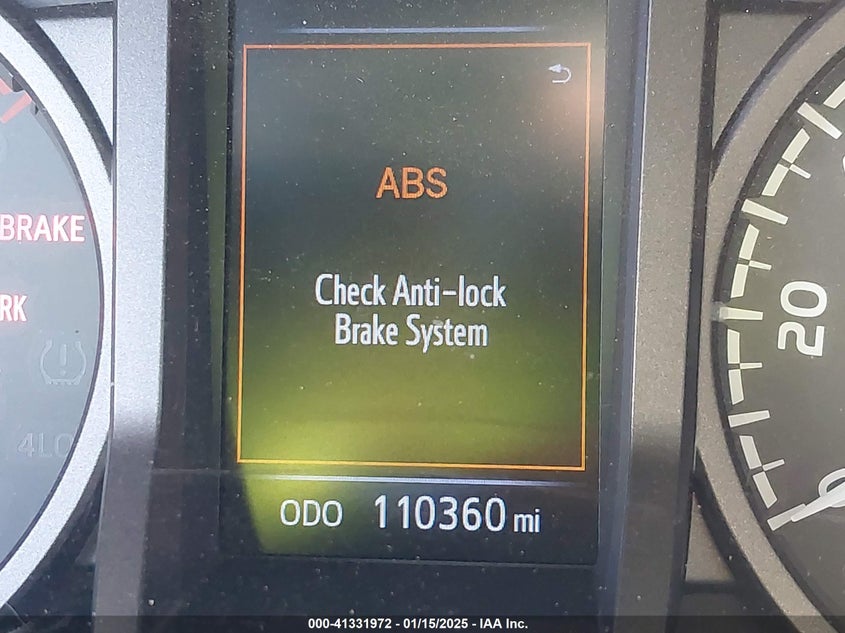 ABS
BRAKE
Check Anti-lock
RK
Brake System
20
4LO
0
ODO 110360 mi
000-41331972 - 01/15/2025 - IAA Inc.